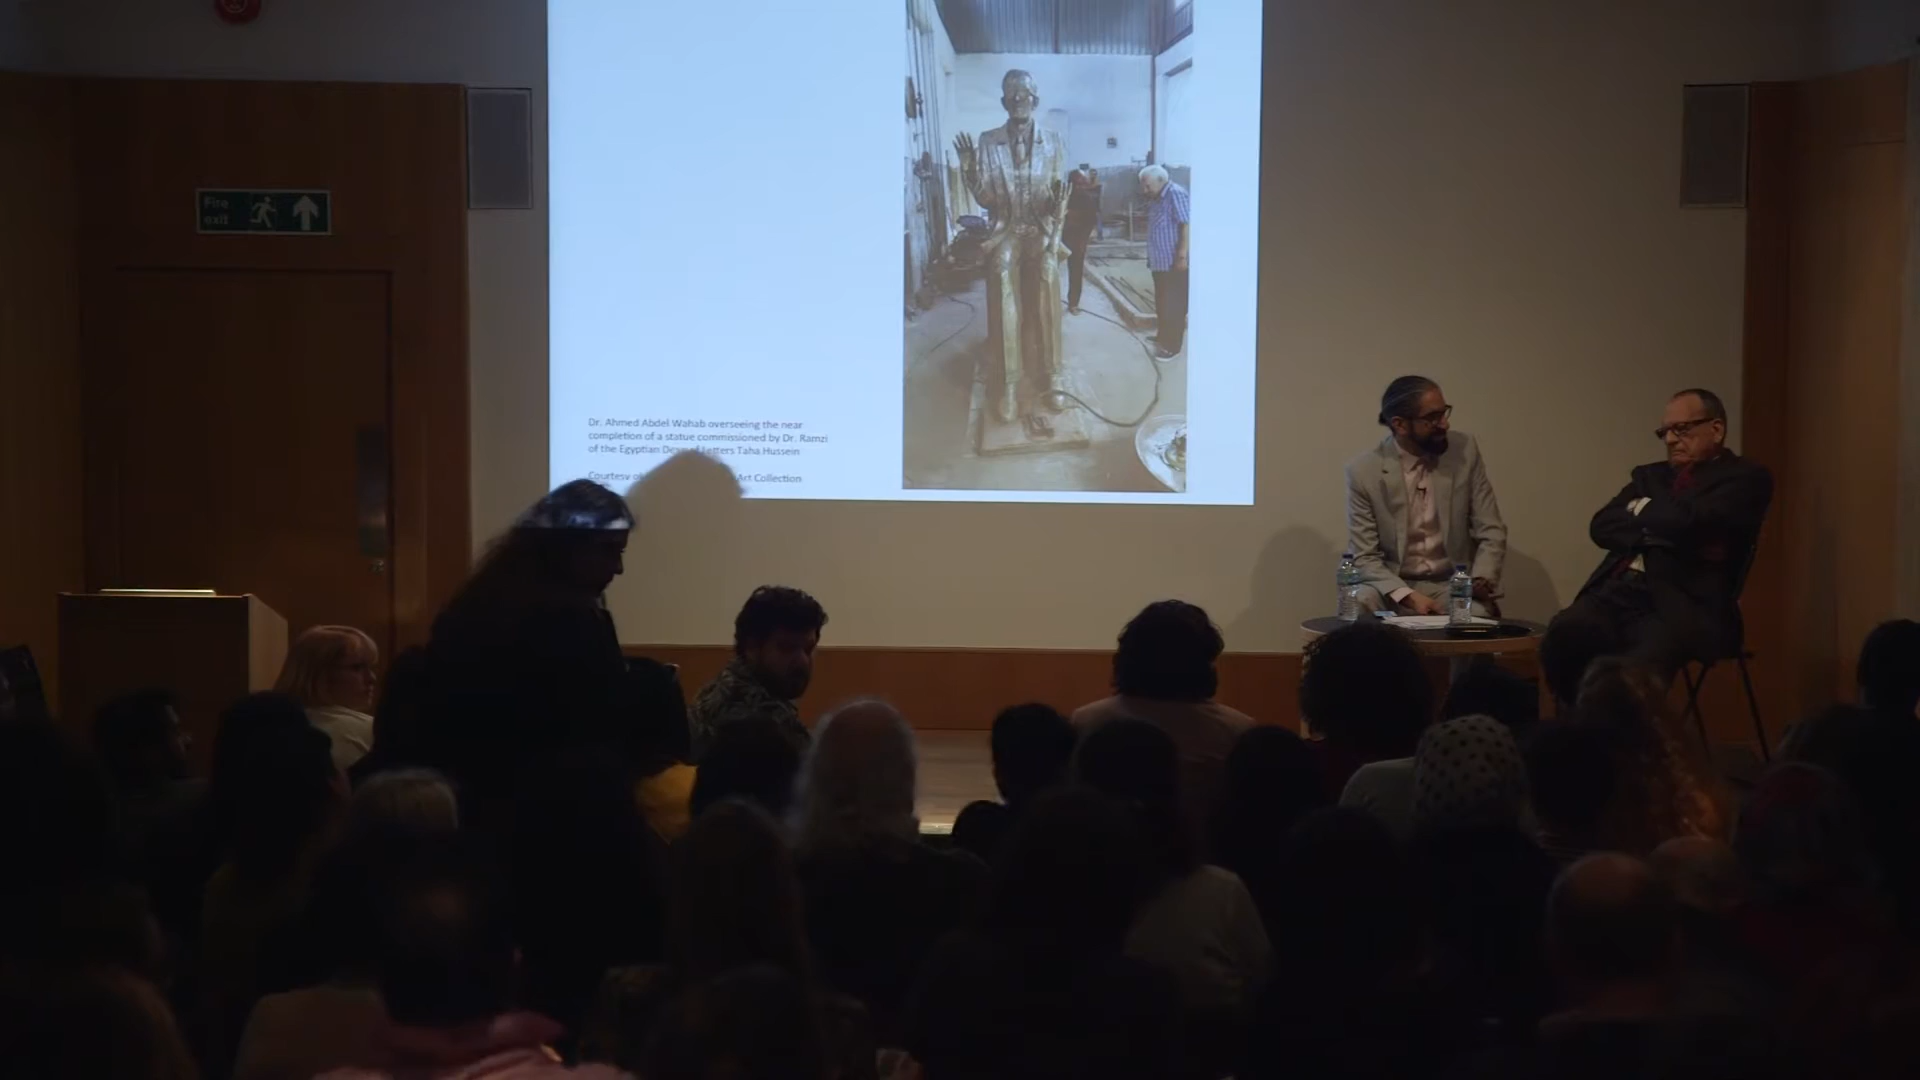 Fire
exit
Dr. Ahmed Abdel Wahab overseeing the near
completion of a statue commissioned by Dr. Ramzi
of the Egyptian Dean of Letters Taha Hussein
Courtesy of Art Collection